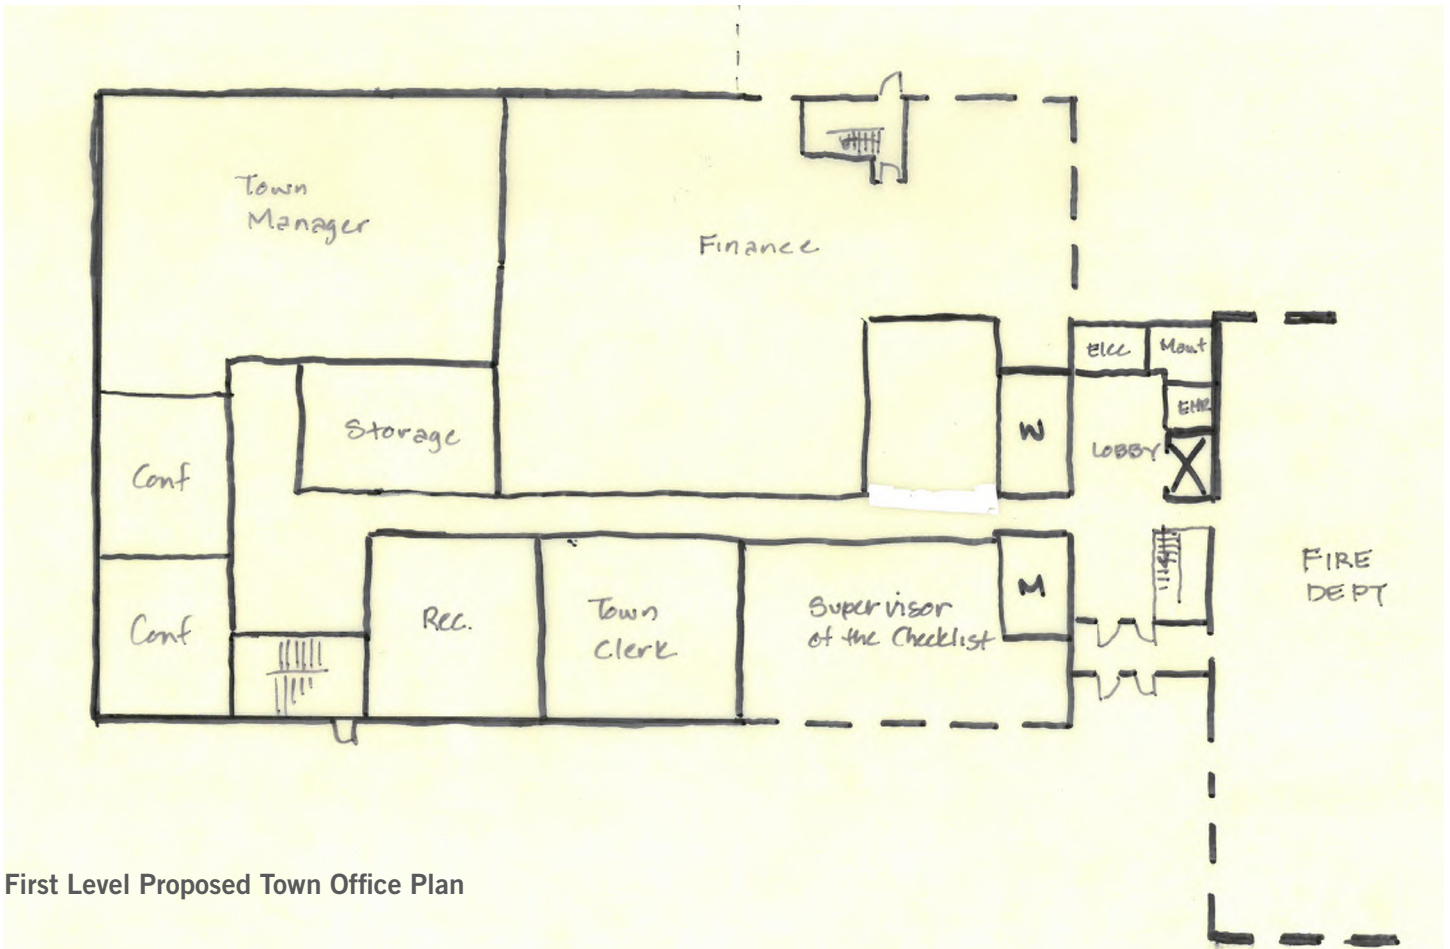 Town
Manager
Finance
Elec
Maut
EMR
W
LOBBY
Storage
Conf
Conf
Rec.
Town
Clerk
Supervisor
of the Checklist
M
FIRE
DEPT
First Level Proposed Town Office Plan